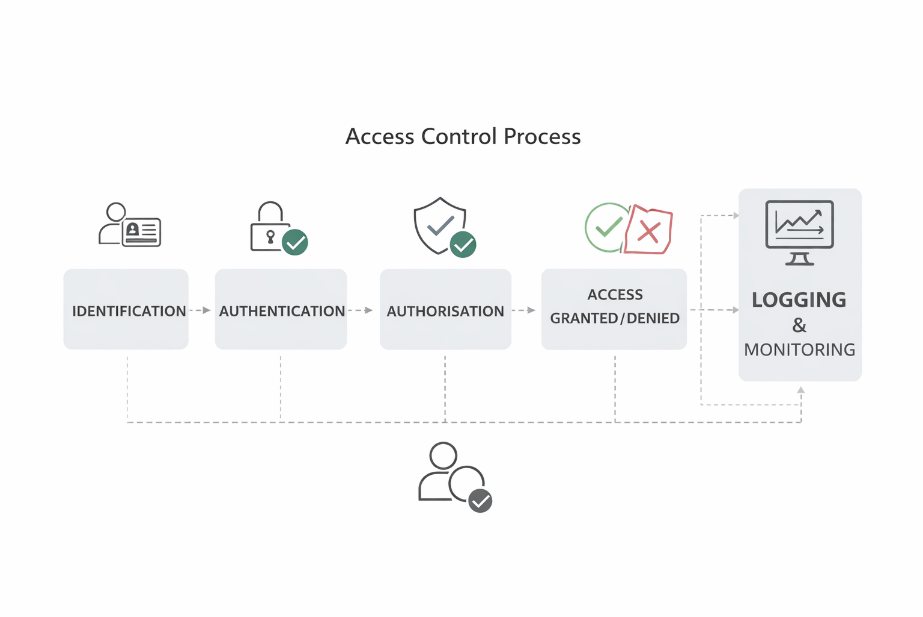 Access Control Process
IDENTIFICATION
AUTHENTICATION
AUTHORISATION
ACCESS
GRANTED/DENIED
LOGGING
&
MONITORING